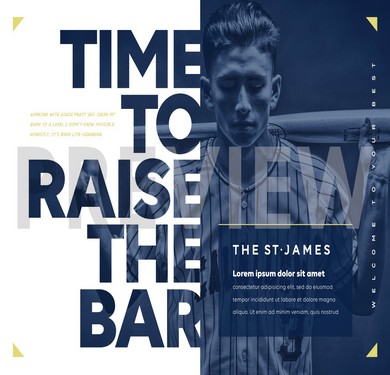 TIME
TO
RAISE
THE
BAR
PREVIEW
THE ST·JAMES
Lorem ipsum dolor sit amet
consectetur adipisicing elit, sed do eiusmod
tempor incididunt ut labore et dolore magna
aliqua. Ut enim ad minim veniam, quis nostrud
WELCOME TO YOUR BEST